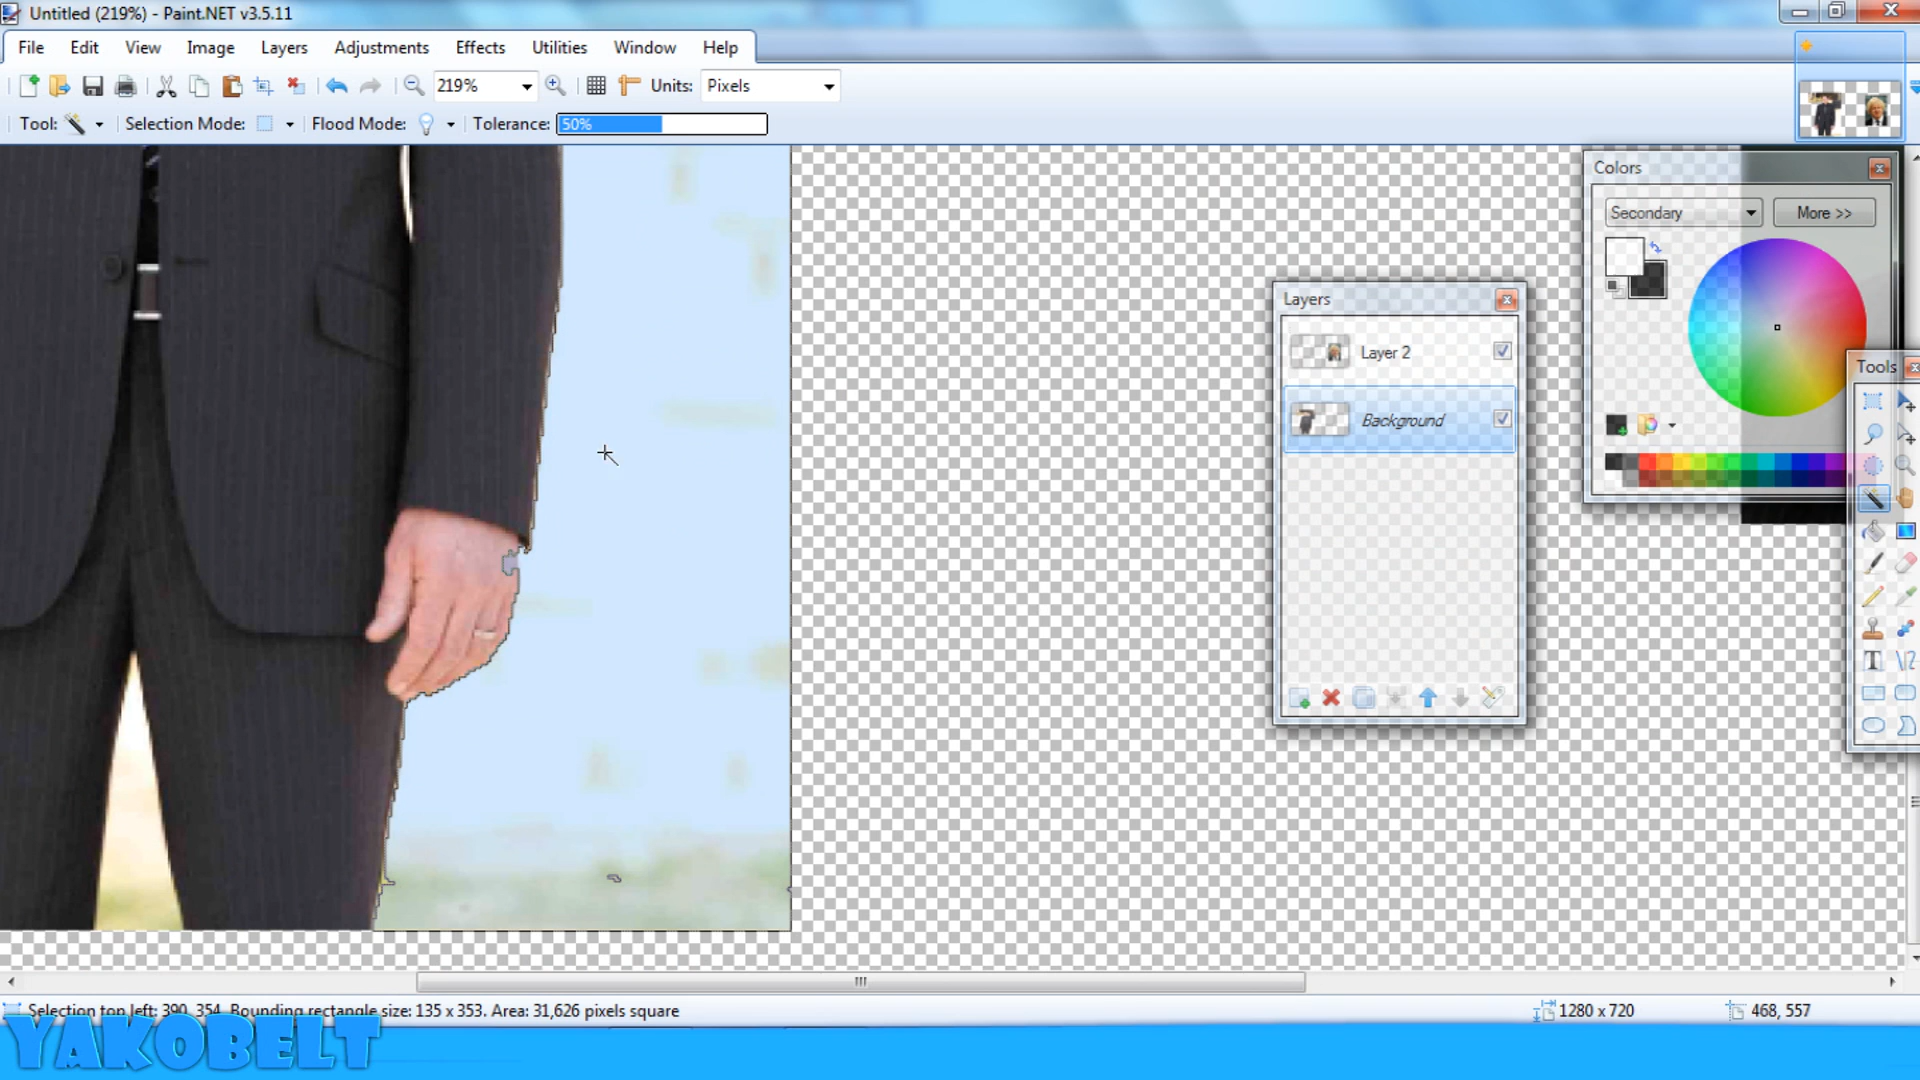 Untitled (219%) - Paint.NET v3.5.11
File Edit View Image Layers Adjustments Effects Utilities Window Help
219% Units: Pixels
Tool: Selection Mode: Flood Mode: Tolerance: 50%
Colors
Secondary More >>
Layers
Layer 2
Background
Tools
Selection top left: 390, 354. Bounding rectangle size: 135 x 353. Area: 31,626 pixels square
1280 x 720
468, 557
YAKOBELT